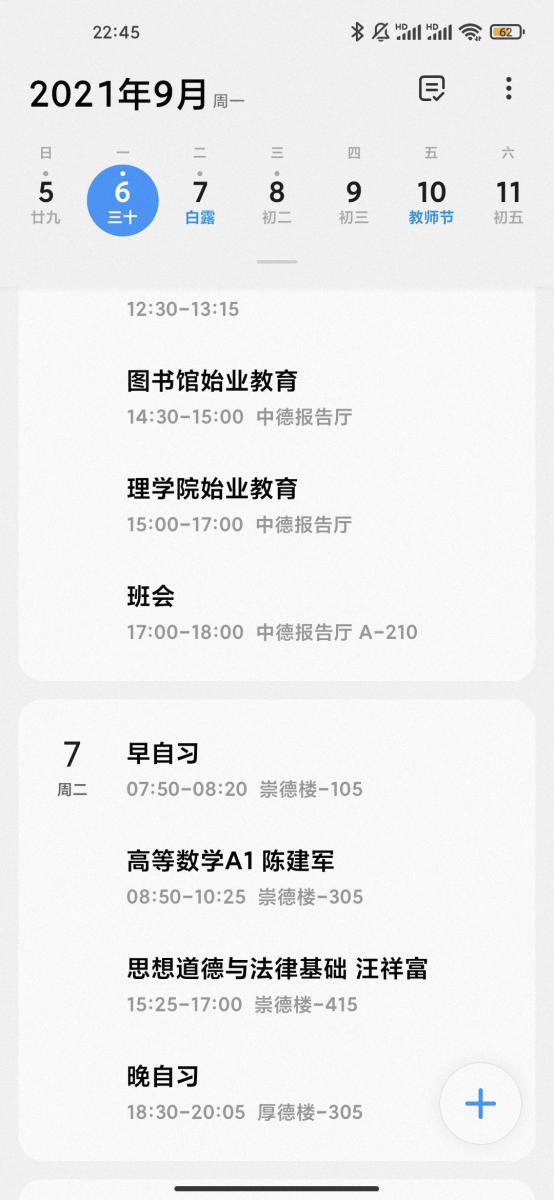 22:45
HD HD 62
2021年9月 周一
日 一 二 三 四 五 六
5 6 7 8 9 10 11
廿九 三十 白露 初二 初三 教师节 初五
12:30-13:15
图书馆始业教育
14:30-15:00 中德报告厅
理学院始业教育
15:00-17:00 中德报告厅
班会
17:00-18:00 中德报告厅 A-210
7 早自习
周二 07:50-08:20 崇德楼-105
高等数学A1 陈建军
08:50-10:25 崇德楼-305
思想道德与法律基础 汪祥富
15:25-17:00 崇德楼-415
晚自习
18:30-20:05 厚德楼-305